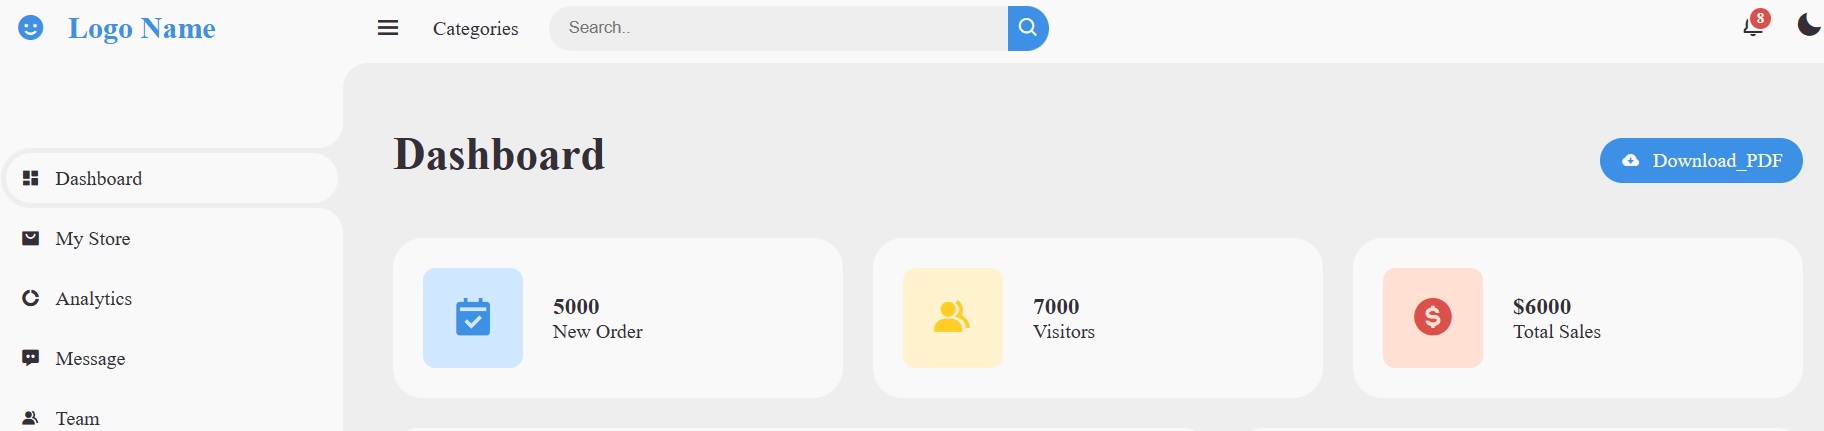 Logo Name
Categories
Search..
8
Dashboard
My Store
Analytics
Message
Team
Dashboard
Download_PDF
5000
New Order
7000
Visitors
$6000
Total Sales